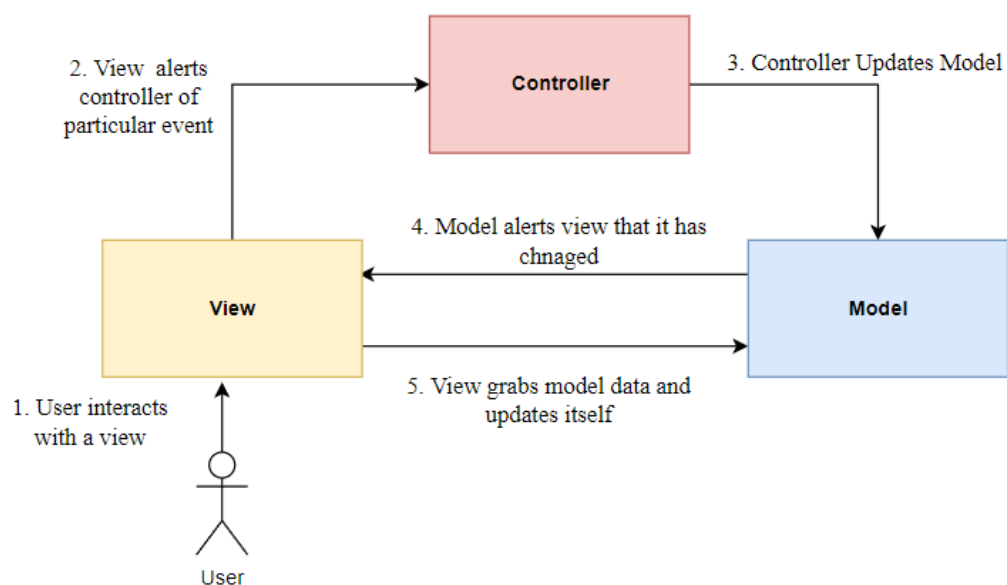 2. View alerts
controller of
particular event
Controller
3. Controller Updates Model
4. Model alerts view that it has
chnaged
View
Model
5. View grabs model data and
updates itself
1. User interacts
with a view
User